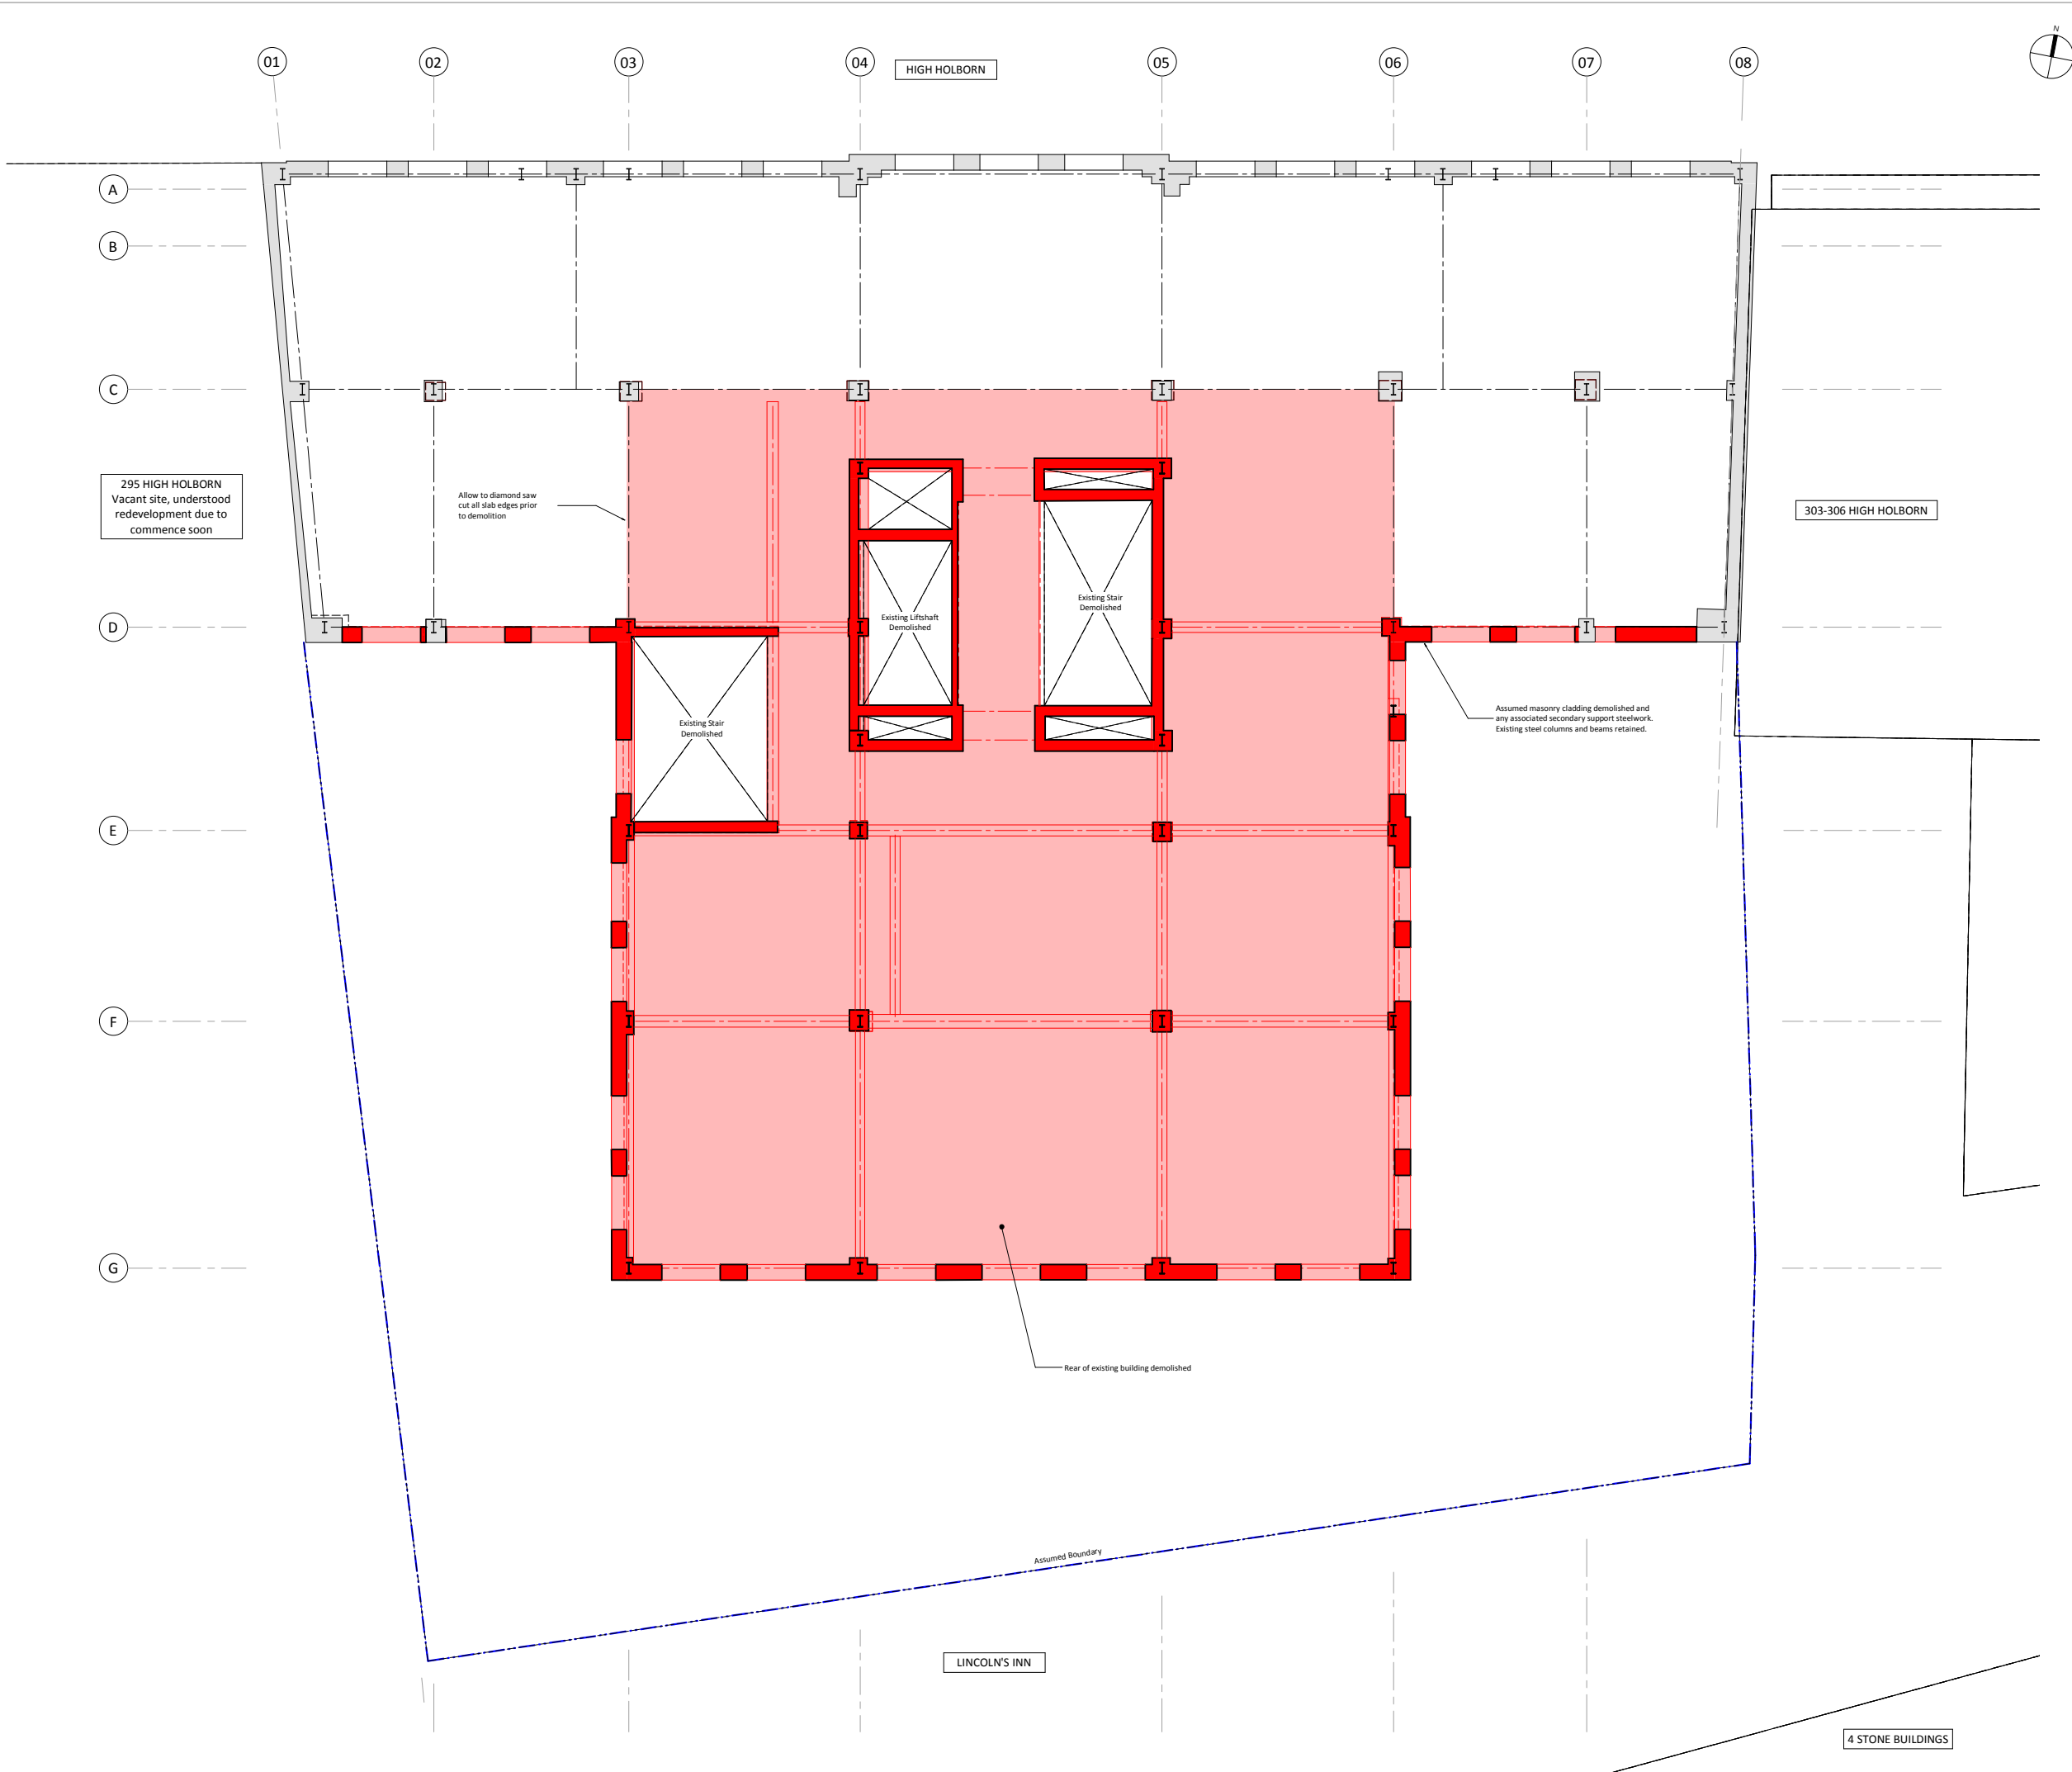 N
01
02
03
04
HIGH HOLBORN
05
06
07
08
A
B
C
295 HIGH HOLBORN
Vacant site, understood
redevelopment due to
commence soon
Allow to diamond saw
cut all slab edges prior
to demolition
303-306 HIGH HOLBORN
Existing Stair
Demolished
Existing Liftshaft
Demolished
D
Existing Stair
Demolished
Assumed masonry cladding demolished and
any associated secondary support steelwork.
Existing steel columns and beams retained.
E
F
G
Rear of existing building demolished
Assumed Boundary
LINCOLN'S INN
4 STONE BUILDINGS